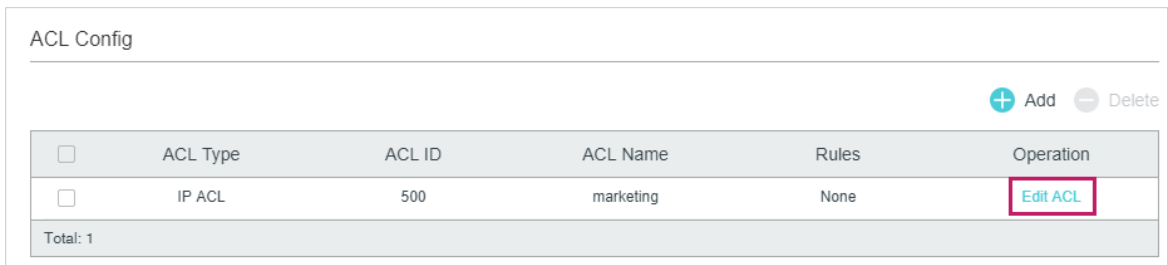 ACL Config
Add Delete
ACL Type ACL ID ACL Name Rules Operation
IP ACL 500 marketing None Edit ACL
Total: 1